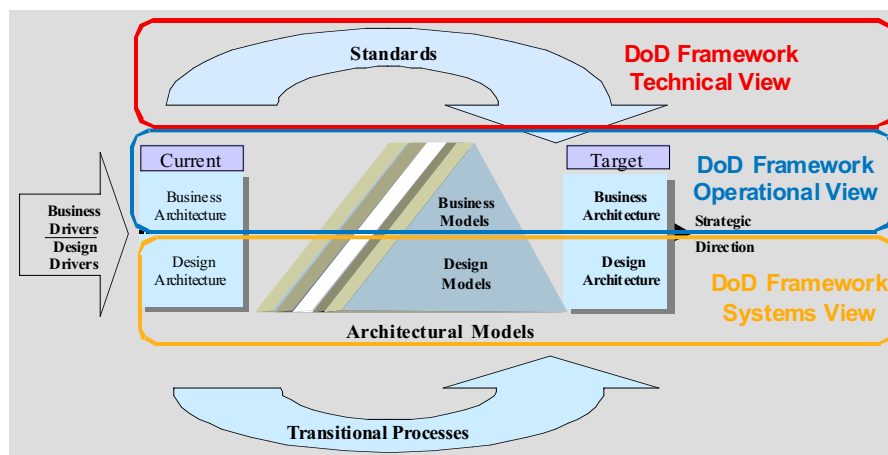 Standards
DoD Framework
Technical View
Current
Target
DoD Framework
Operational View
Business
Drivers
Design
Drivers
Business
Architecture
Business
Models
Business
Architecture
Strategic
Direction
Design
Architecture
Design
Models
Design
Architecture
DoD Framework
Systems View
Architectural Models
Transitional Processes